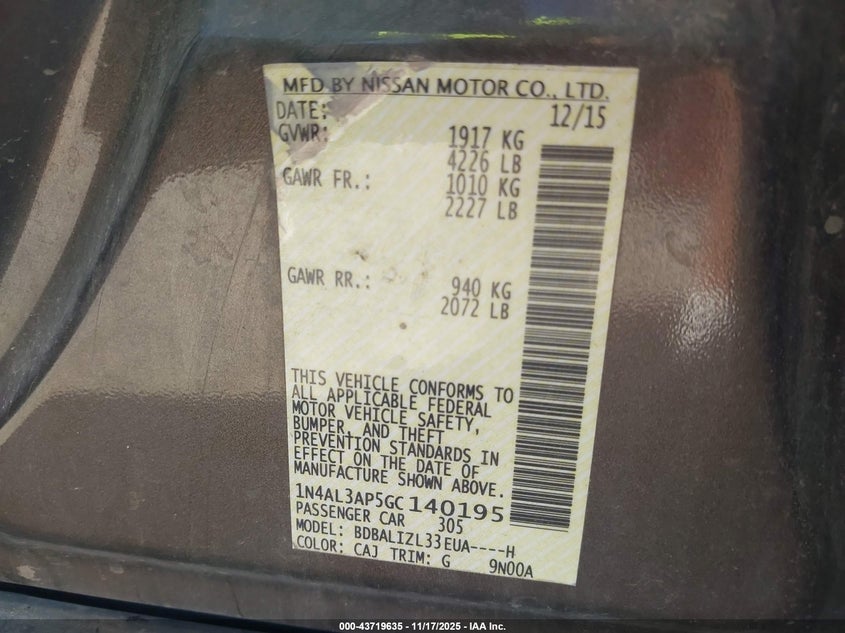 MFD BY NISSAN MOTOR CO., LTD.
DATE: 12/15
GVWR: 1917 KG
4226 LB
GAWR FR.: 1010 KG
2227 LB
GAWR RR.: 940 KG
2072 LB
THIS VEHICLE CONFORMS TO
ALL APPLICABLE FEDERAL
MOTOR VEHICLE SAFETY,
BUMPER, AND THEFT
PREVENTION STANDARDS IN
EFFECT ON THE DATE OF
MANUFACTURE SHOWN ABOVE.
1N4AL3AP5GC140195
PASSENGER CAR 305
MODEL: BDBALIZL33EUA----H
COLOR: CAJ TRIM: G 9N00A
000-43719635 - 11/17/2025 - IAA Inc.